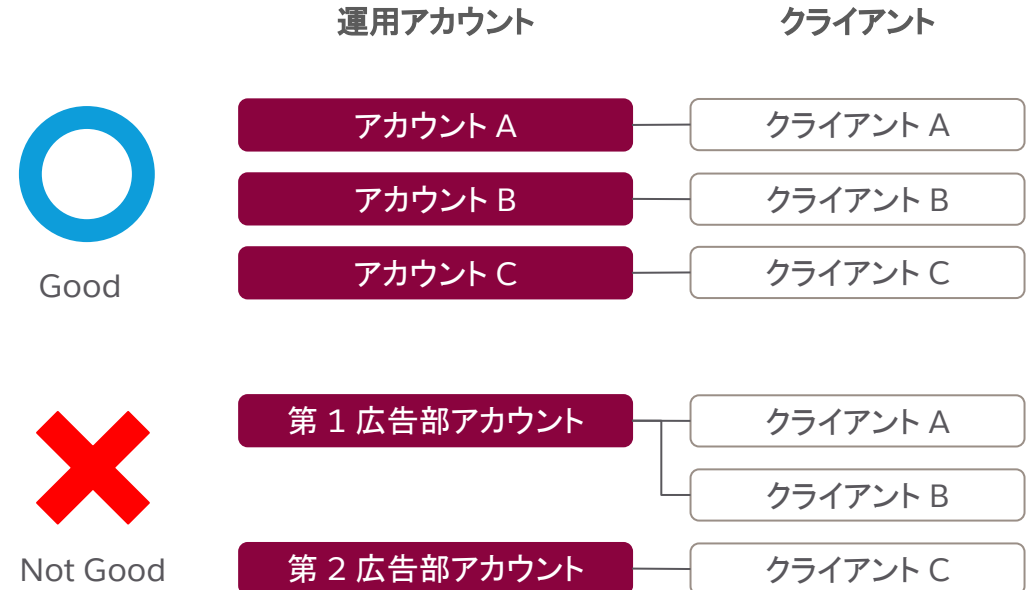 運用アカウント クライアント
アカウント A クライアント A
アカウント B クライアント B
アカウント C クライアント C
Good
第 1 広告部アカウント クライアント A
クライアント B
Not Good 第 2 広告部アカウント クライアント C